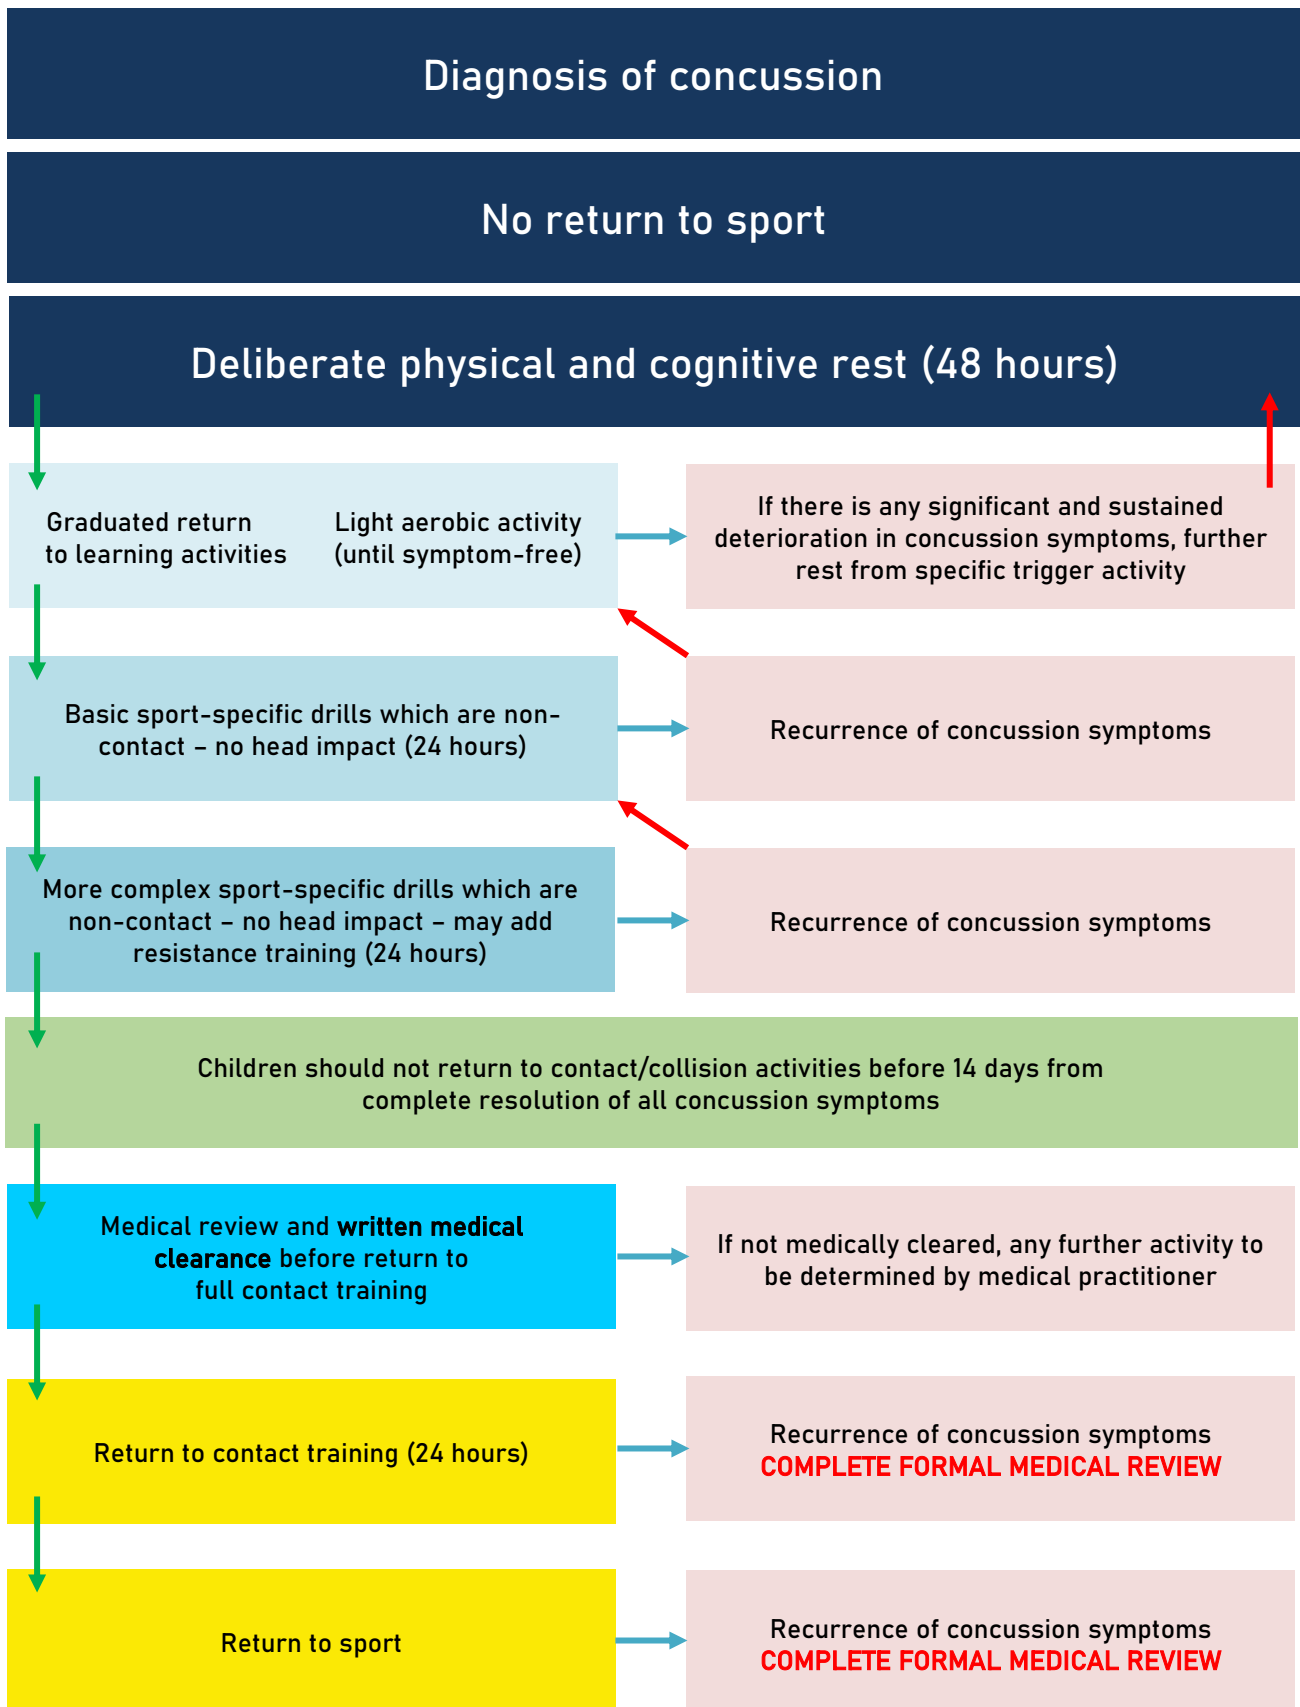 Diagnosis of concussion
No return to sport
Deliberate physical and cognitive rest (48 hours)
Graduated return
to learning activities
Light aerobic activity
(until symptom-free)
If there is any significant and sustained
deterioration in concussion symptoms, further
rest from specific trigger activity
Basic sport-specific drills which are non-
contact – no head impact (24 hours)
Recurrence of concussion symptoms
More complex sport-specific drills which are
non-contact – no head impact – may add
resistance training (24 hours)
Recurrence of concussion symptoms
Children should not return to contact/collision activities before 14 days from
complete resolution of all concussion symptoms
Medical review and written medical
clearance before return to
full contact training
If not medically cleared, any further activity to
be determined by medical practitioner
Return to contact training (24 hours)
Recurrence of concussion symptoms
COMPLETE FORMAL MEDICAL REVIEW
Return to sport
Recurrence of concussion symptoms
COMPLETE FORMAL MEDICAL REVIEW